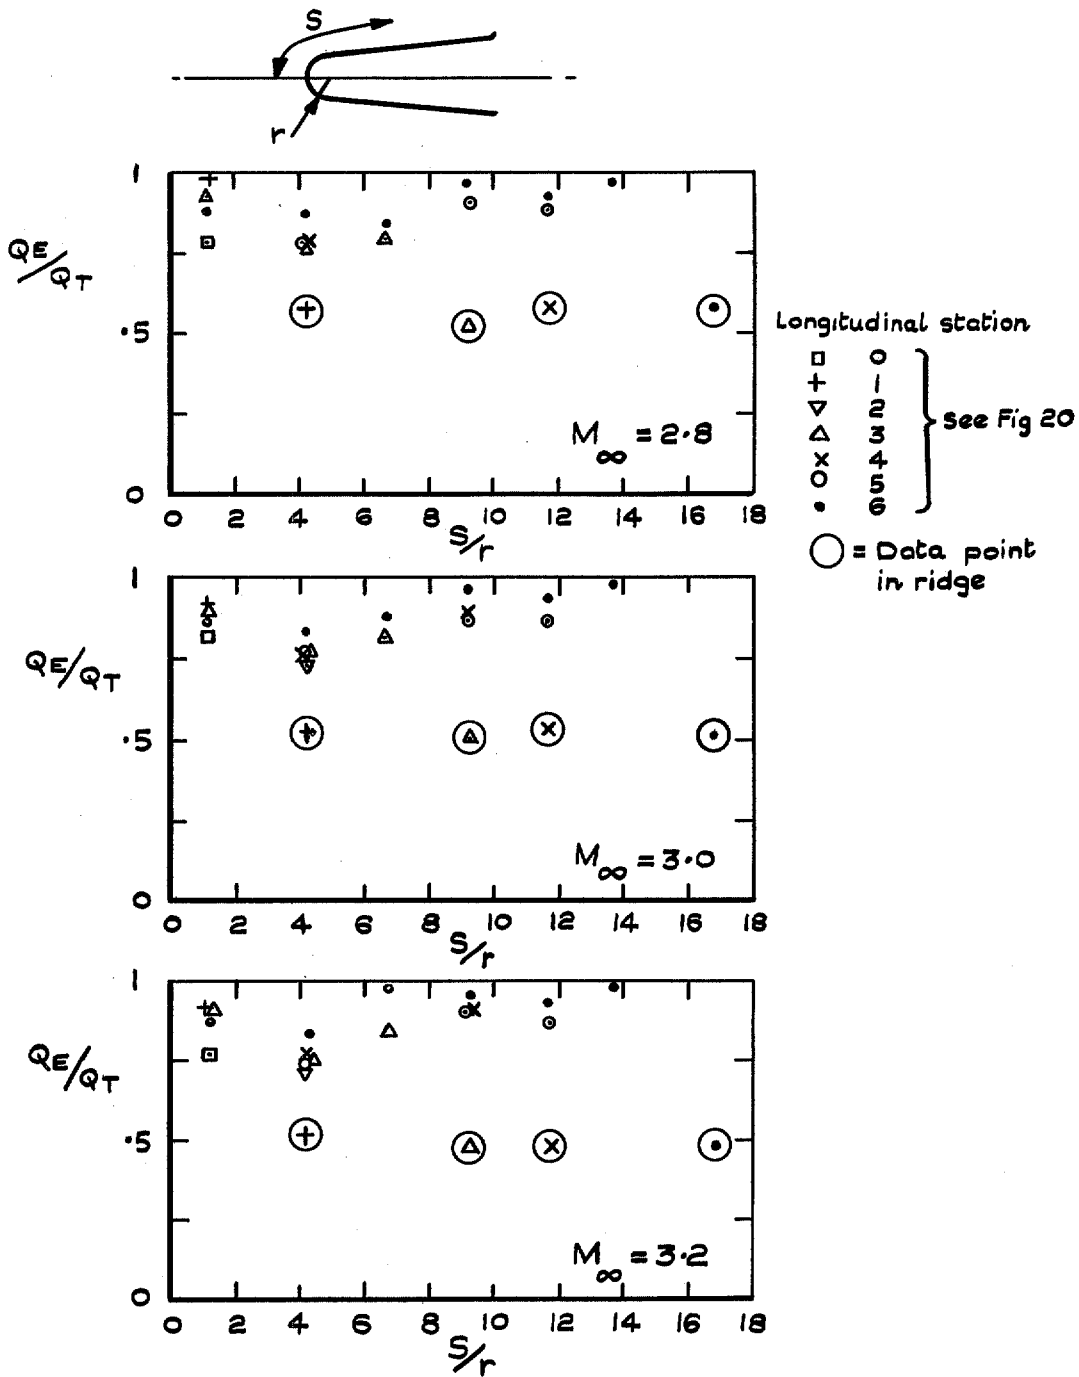 S
r
1
QE/QT
.5
M∞ = 2.8
0
0 2 4 6 8 10 12 14 16 18
S/r
Longitudinal station
0
1
2
3
4
5
6
See Fig 20
= Data point
in ridge
1
QE/QT
.5
M∞ = 3.0
0
0 2 4 6 8 10 12 14 16 18
S/r
1
QE/QT
.5
M∞ = 3.2
0
0 2 4 6 8 10 12 14 16 18
S/r